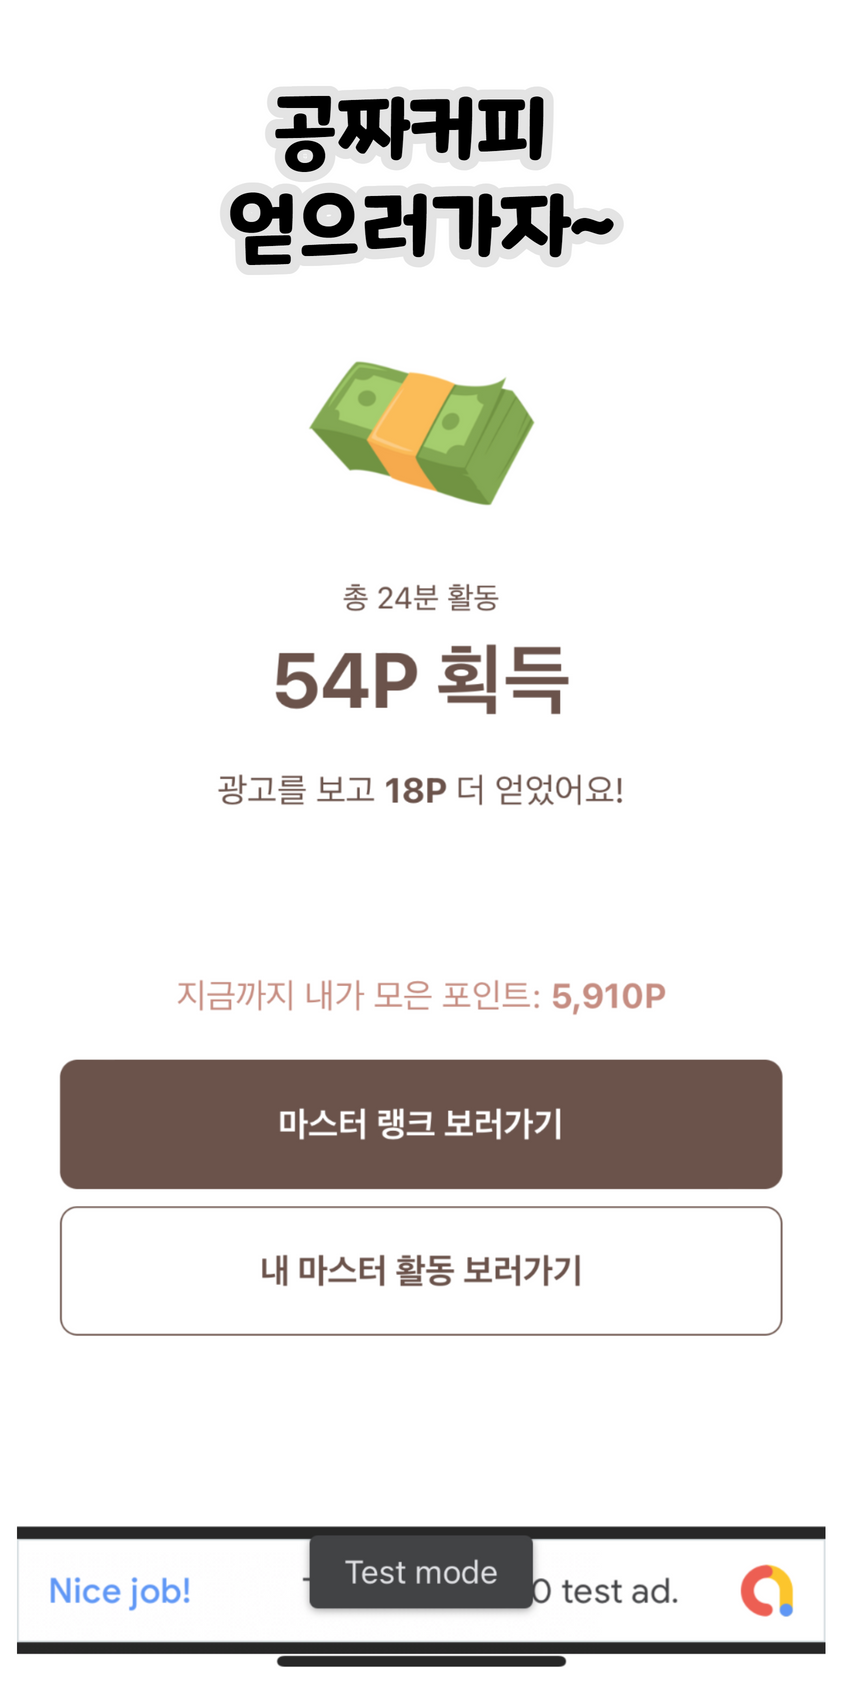 공짜커피
얻으러가자~
총 24분 활동
54P 획득
광고를 보고 18P 더 얻었어요!
지금까지 내가 모은 포인트: 5,910P
마스터 랭크 보러가기
내 마스터 활동 보러가기
Nice job!
Test mode
test ad.